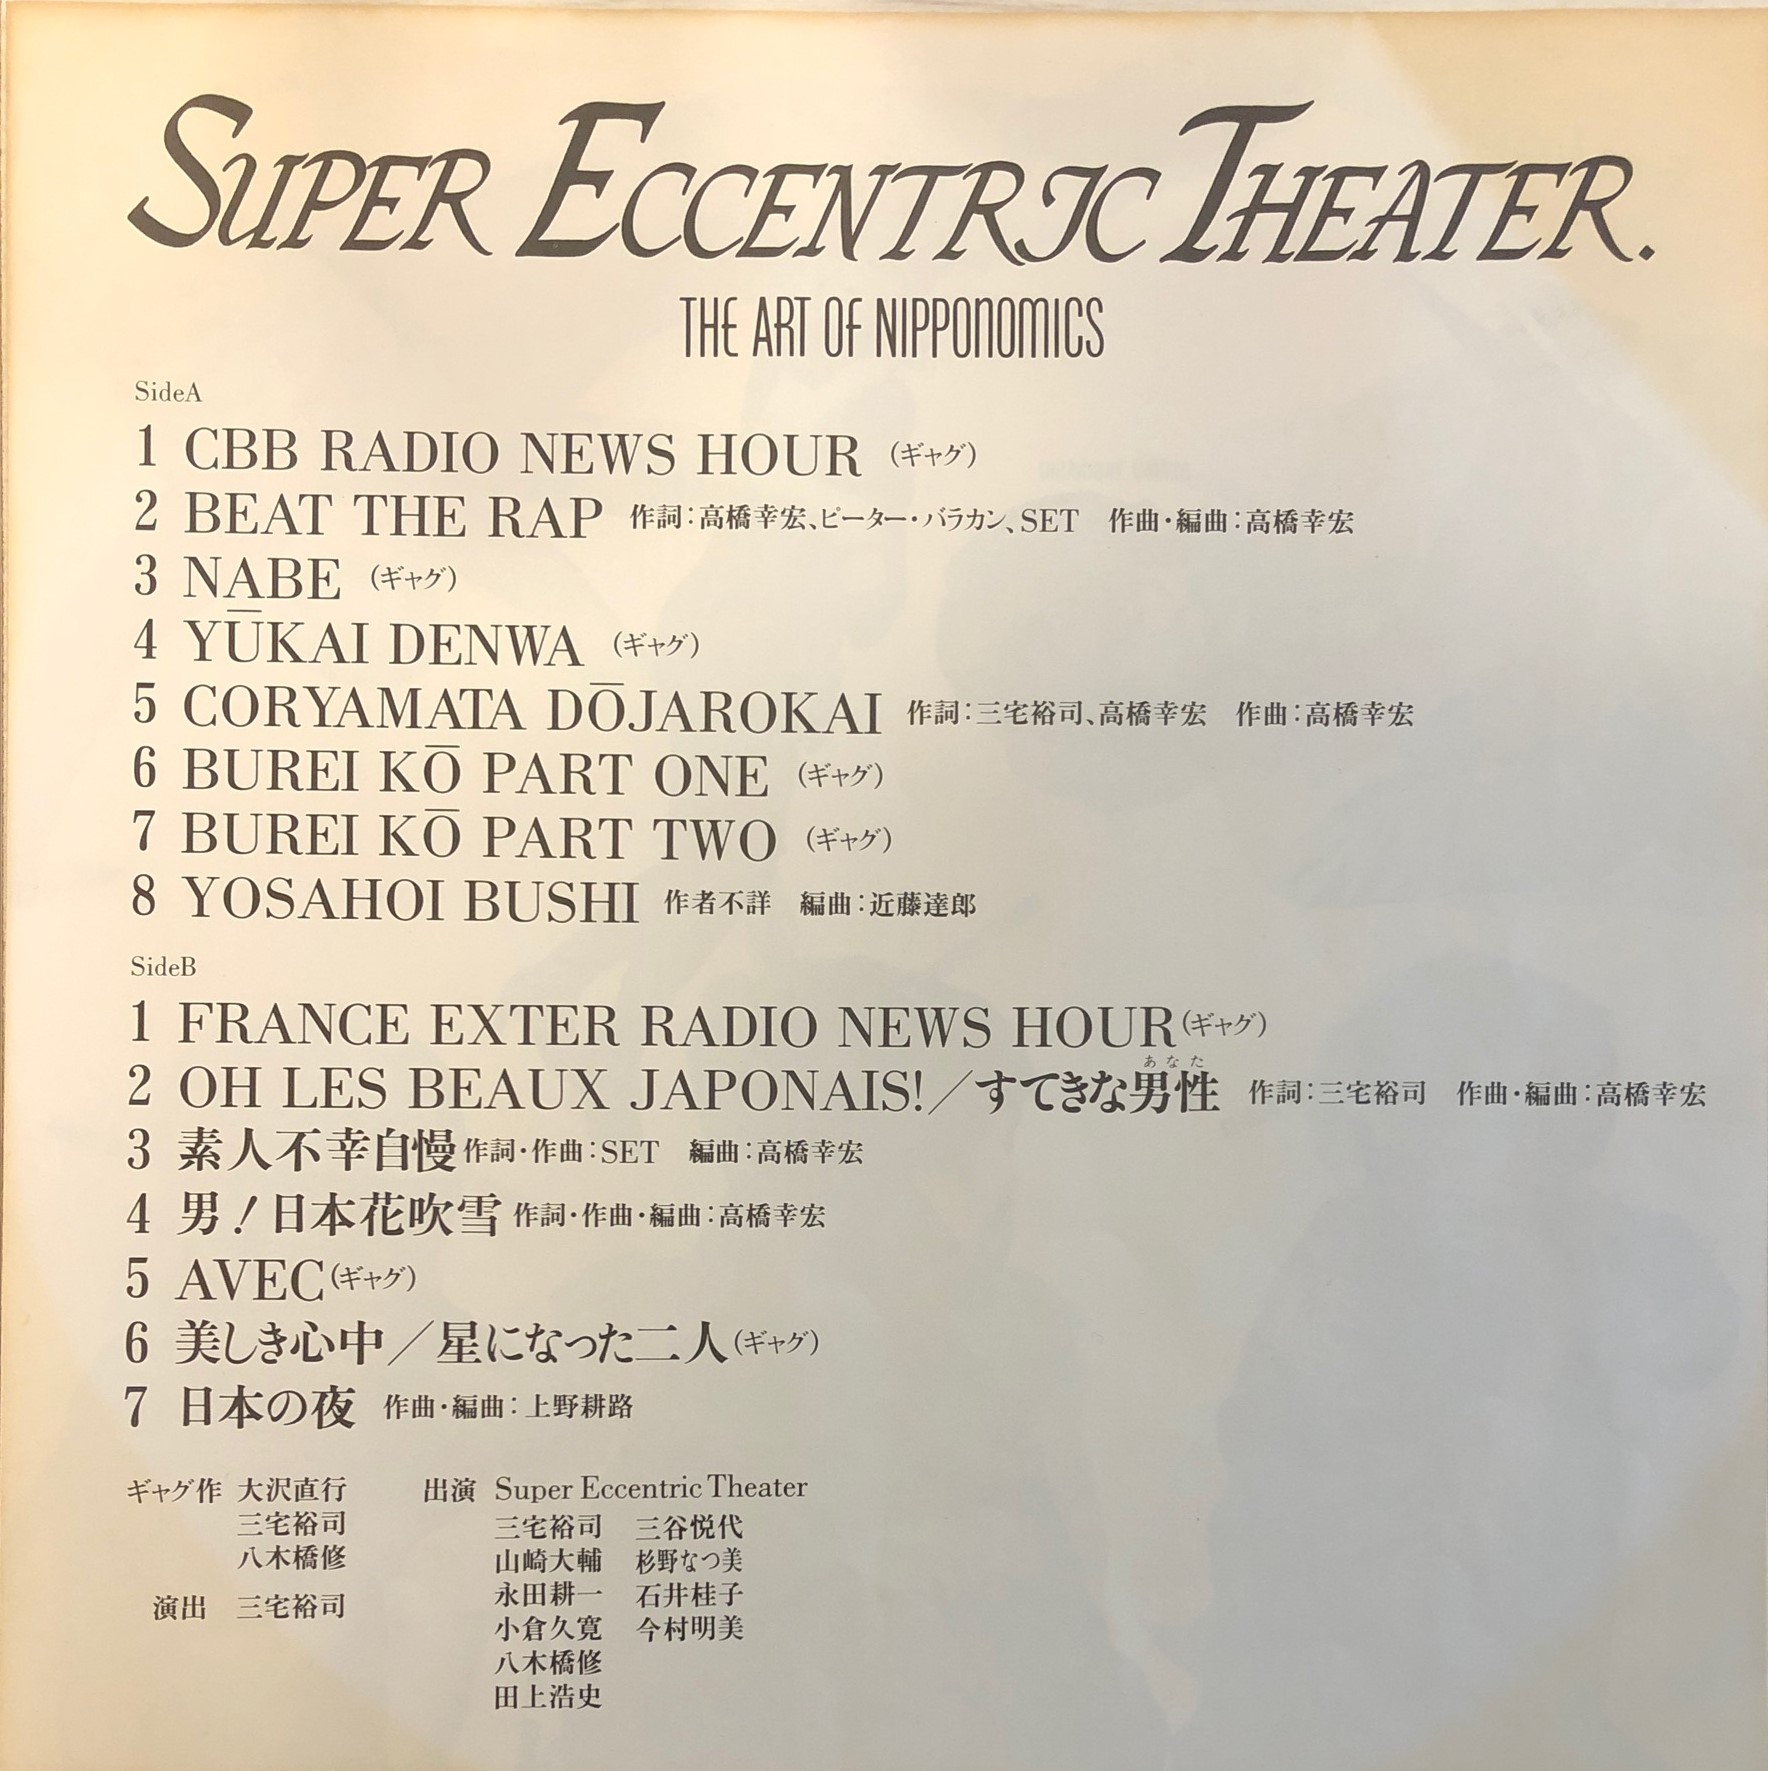 SUPER ECCENTRIC THEATER.
THE ART OF NIPPONOMICS
SideA
1 CBB RADIO NEWS HOUR (ギャグ)
2 BEAT THE RAP 作詞:高橋幸宏、ピーター・バラカン、SET 作曲・編曲:高橋幸宏
3 NABE (ギャグ)
4 YŪKAI DENWA (ギャグ)
5 CORYAMATA DŌJAROKAI 作詞:三宅裕司、高橋幸宏 作曲:高橋幸宏
6 BUREI KŌ PART ONE (ギャグ)
7 BUREI KŌ PART TWO (ギャグ)
8 YOSAHOI BUSHI 作者不詳 編曲:近藤達郎
SideB
1 FRANCE EXTER RADIO NEWS HOUR(ギャグ)
あなた
2 OH LES BEAUX JAPONAIS!/すてきな男性 作詞:三宅裕司 作曲・編曲:高橋幸宏
3 素人不幸自慢 作詞・作曲:SET 編曲:高橋幸宏
4 男!日本花吹雪 作詞・作曲・編曲:高橋幸宏
5 AVEC(ギャグ)
6 美しき心中/星になった二人(ギャグ)
7 日本の夜 作曲・編曲:上野耕路
ギャグ作 大沢直行
三宅裕司
八木橋修
演出 三宅裕司
出演 Super Eccentric Theater
三宅裕司 三谷悦代
山崎大輔 杉野なつ美
永田耕一 石井桂子
小倉久寛 今村明美
八木橋修
田上浩史